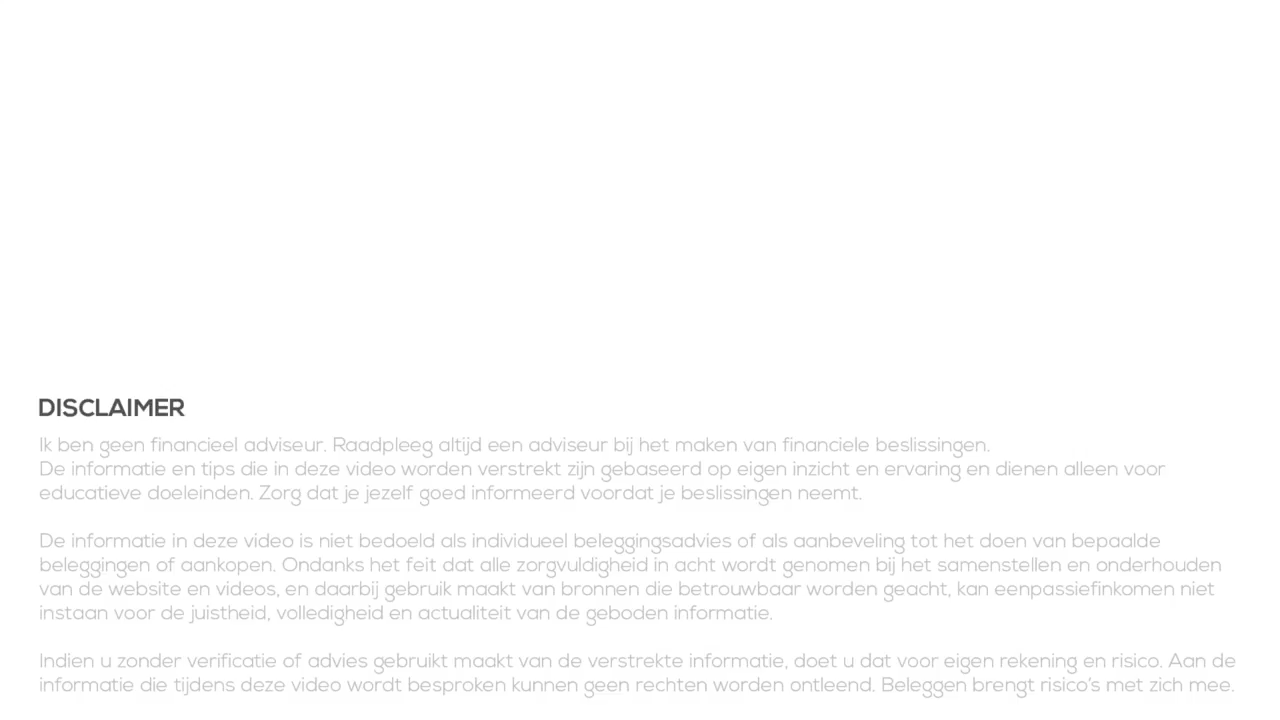 DISCLAIMER
Ik ben geen financieel adviseur. Raadpleeg altijd een adviseur bij het maken van financiele beslissingen.
De informatie en tips die in deze video worden verstrekt zijn gebaseerd op eigen inzicht en ervaring en dienen alleen voor
educatieve doeleinden. Zorg dat je jezelf goed informeerd voordat je beslissingen neemt.
De informatie in deze video is niet bedoeld als individueel beleggingsadvies of als aanbeveling tot het doen van bepaalde
beleggingen of aankopen. Ondanks het feit dat alle zorgvuldigheid in acht wordt genomen bij het samenstellen en onderhouden
van de website en videos, en daarbij gebruik maakt van bronnen die betrouwbaar worden geacht, kan eenpassiefinkomen niet
instaan voor de juistheid, volledigheid en actualiteit van de geboden informatie.
Indien u zonder verificatie of advies gebruikt maakt van de verstrekte informatie, doet u dat voor eigen rekening en risico. Aan de
informatie die tijdens deze video wordt besproken kunnen geen rechten worden ontleend. Beleggen brengt risico's met zich mee.